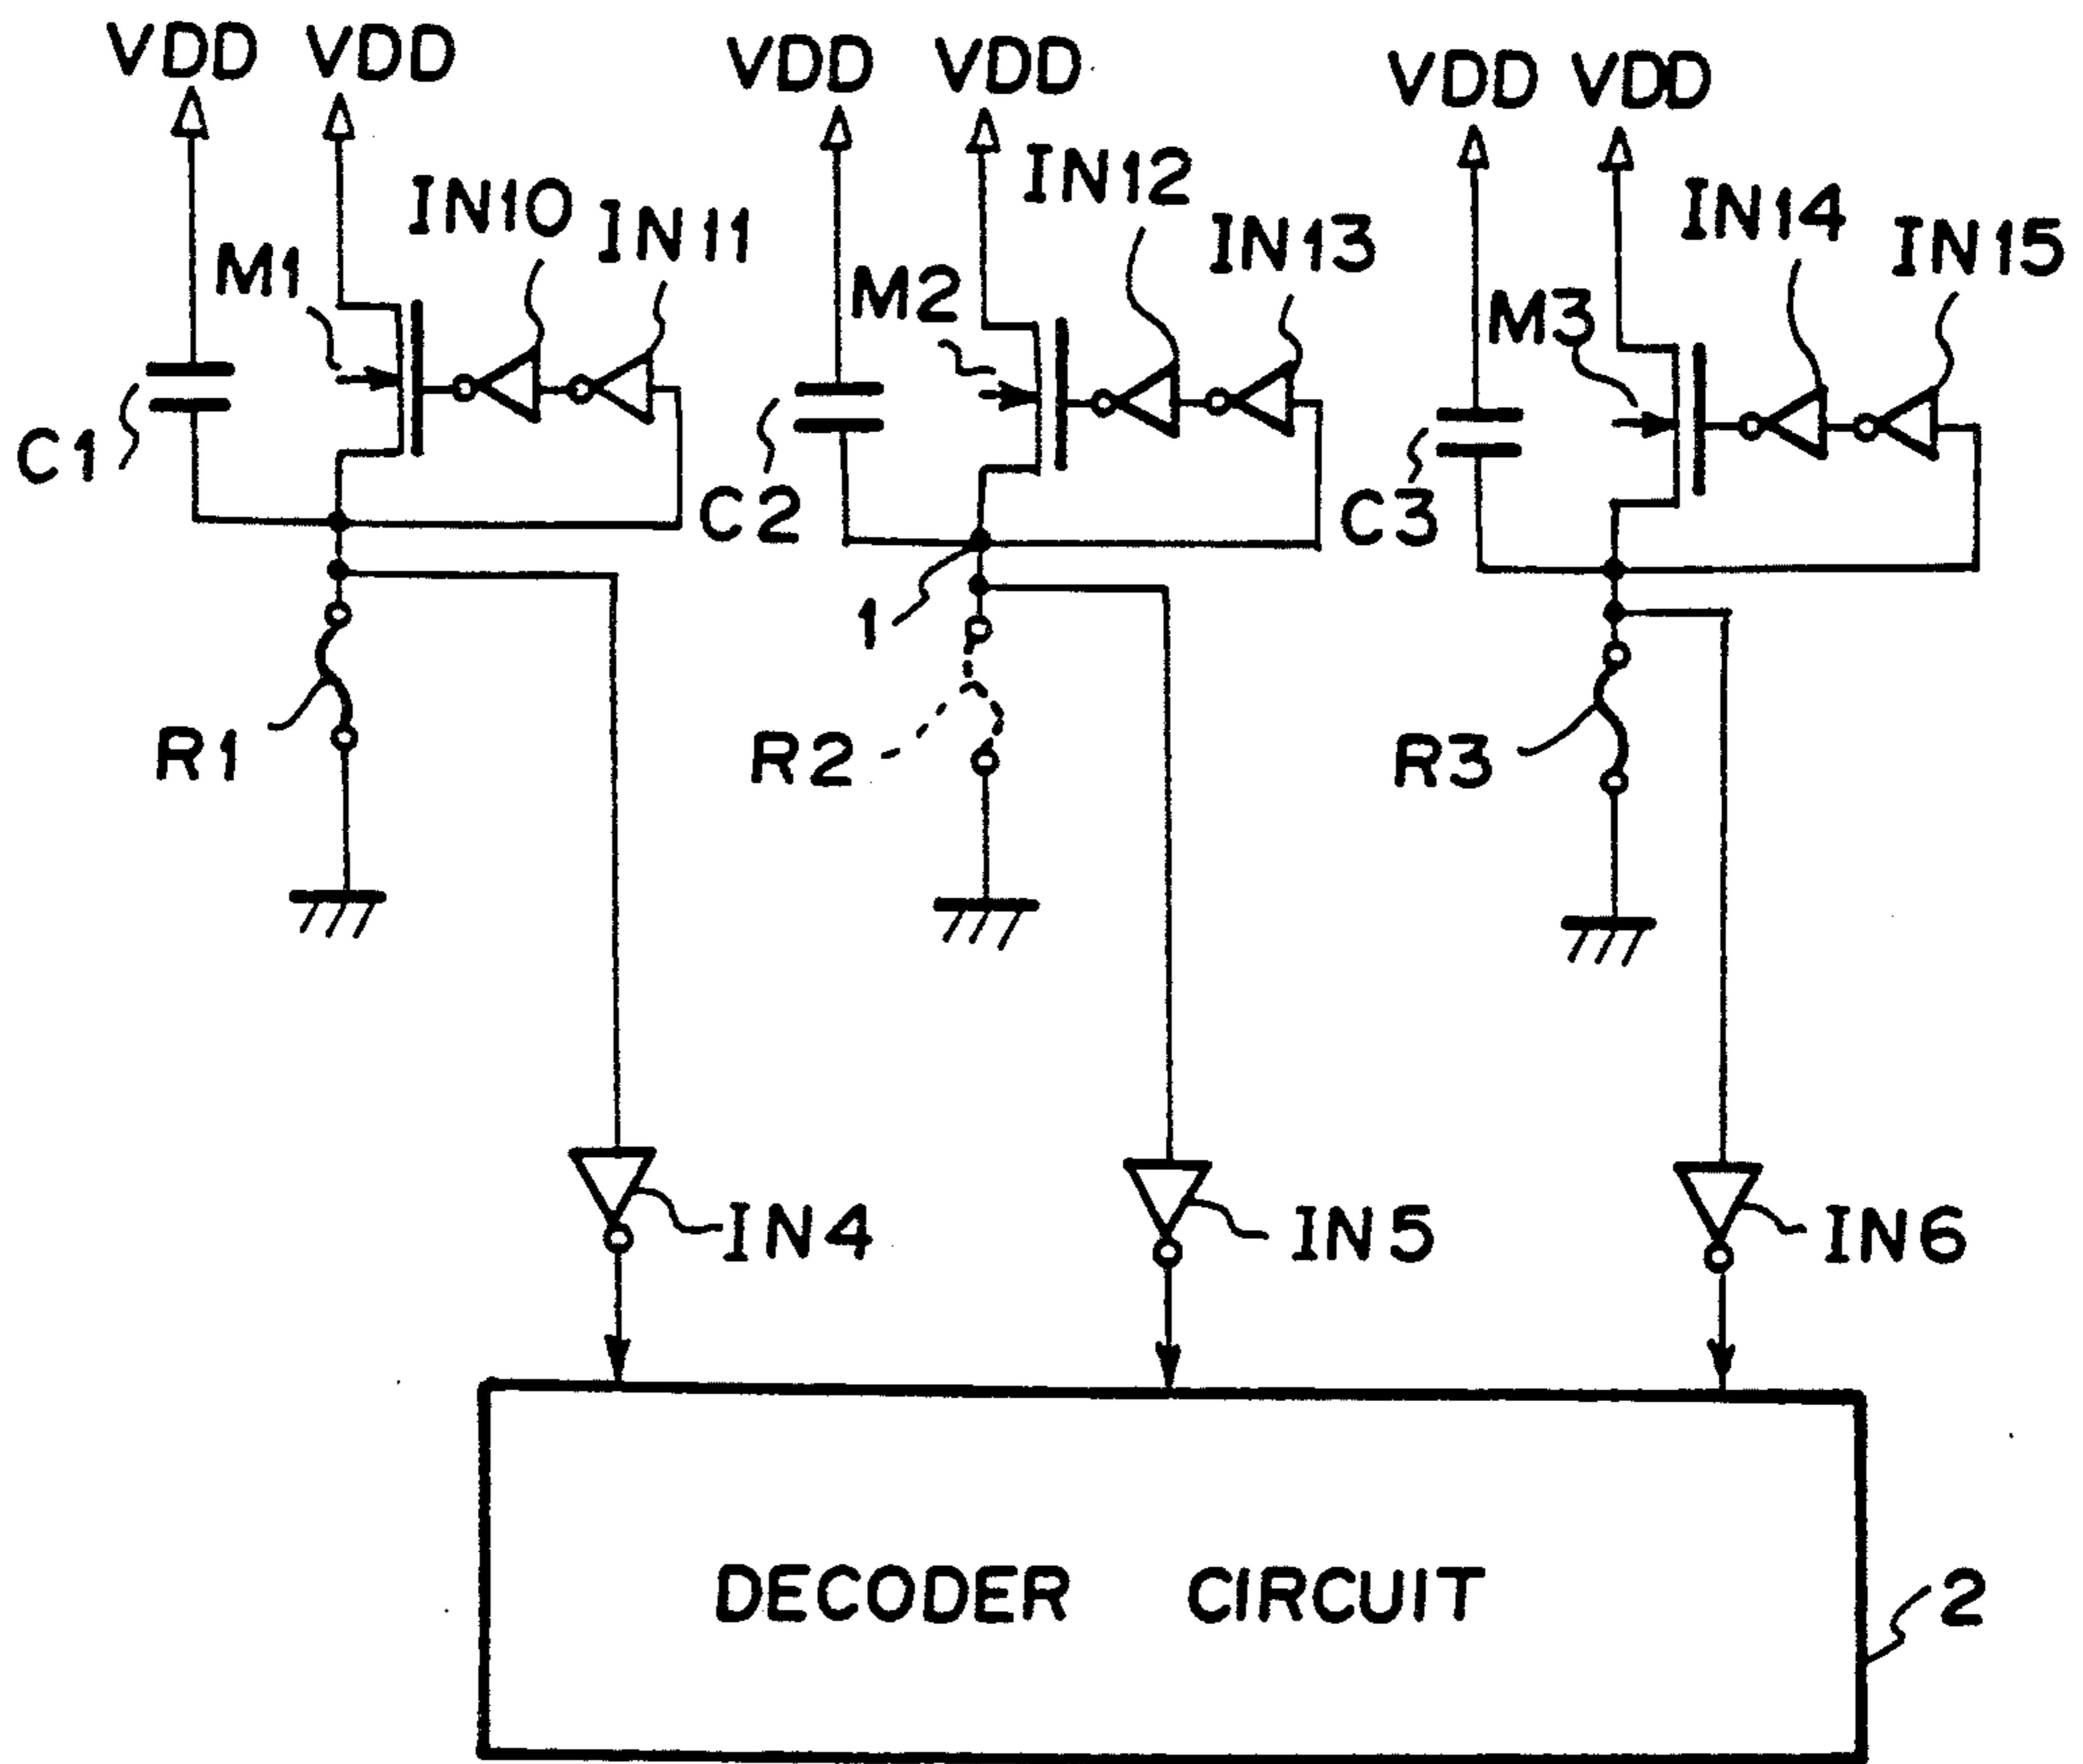 VDD VDD VDD VDD VDD VDD
IN10 IN11 IN12 IN13 IN14 IN15
M1 M2 M3
C1 C2 C3
1
R1 R2 R3
IN4 IN5 IN6
DECODER CIRCUIT
2